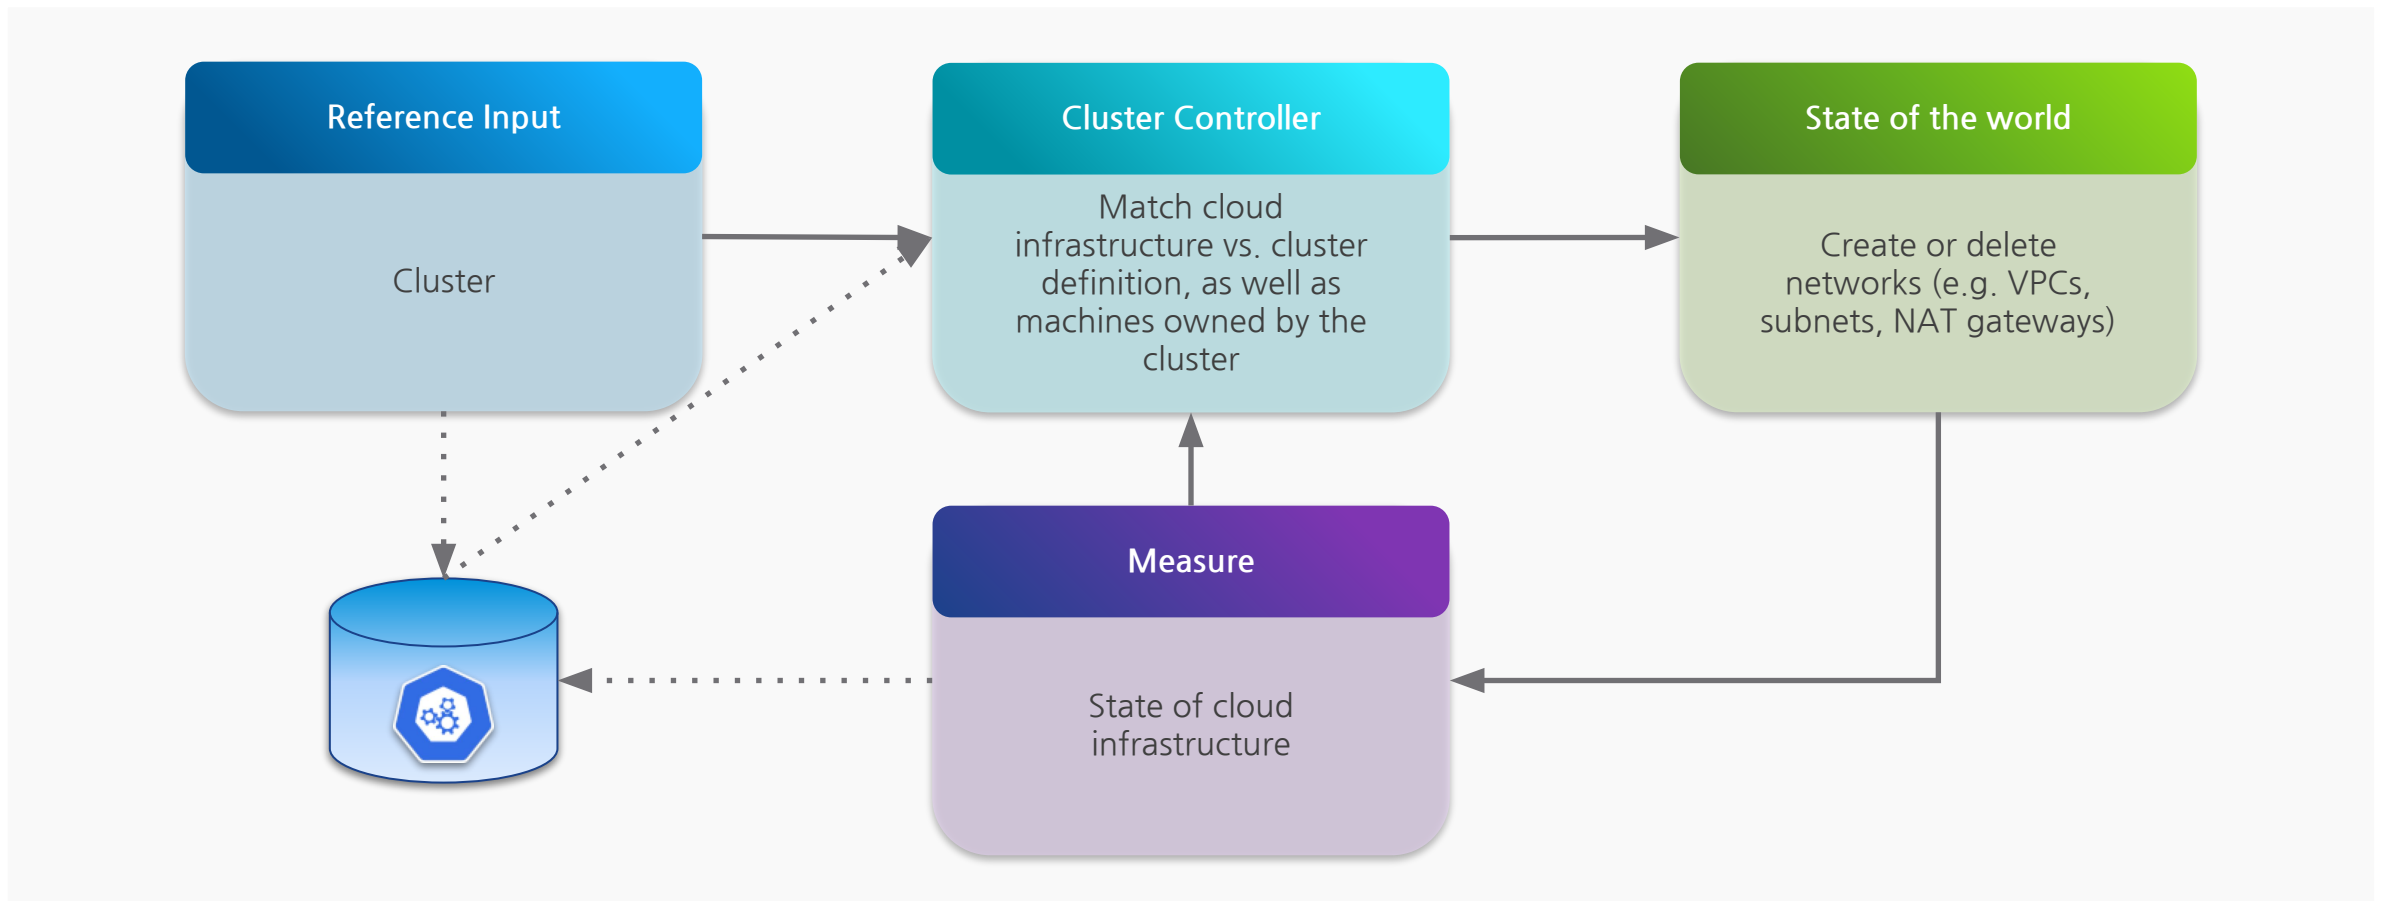 Reference Input
Cluster
Cluster Controller
Match cloud
infrastructure vs. cluster
definition, as well as
machines owned by the
cluster
State of the world
Create or delete
networks (e.g. VPCs,
subnets, NAT gateways)
Measure
State of cloud
infrastructure